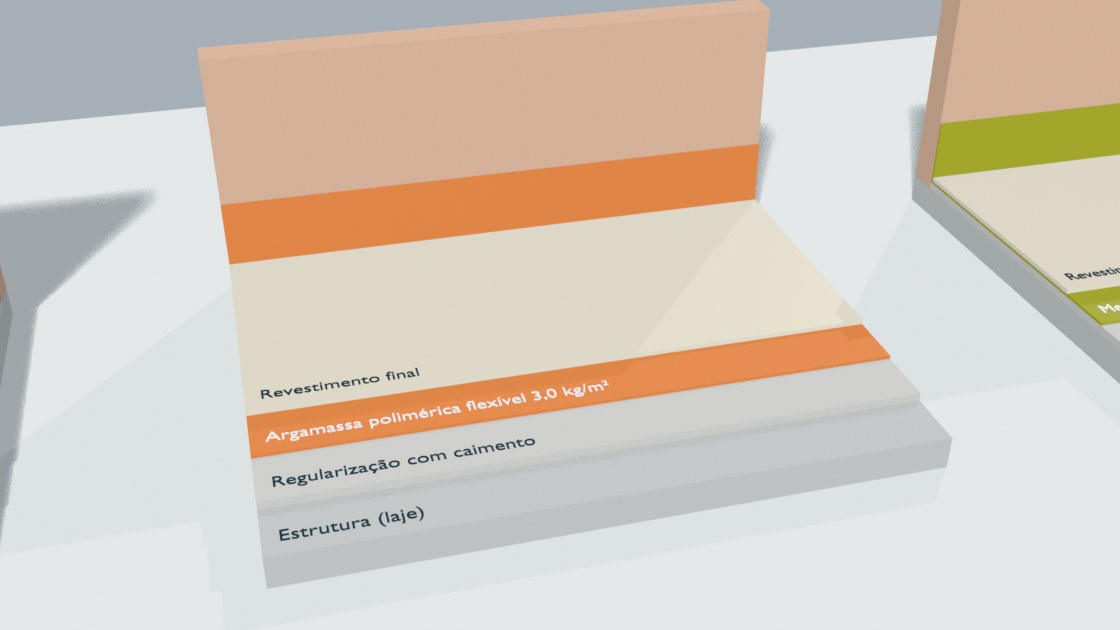 Revestimento final
Argamassa polimérica flexível 3,0 kg/m²
Regularização com caimento
Estrutura (laje)